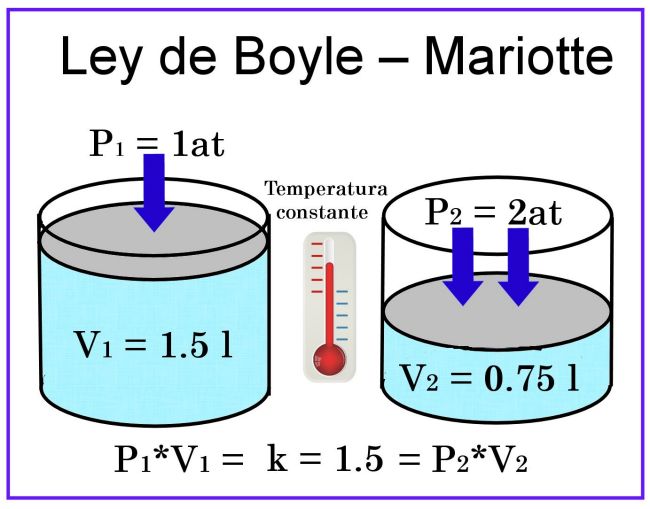 Ley de Boyle – Mariotte
P₁ = 1at
Temperatura
constante
P₂ = 2at
V₁ = 1.5 l
V₂ = 0.75 l
P₁*V₁ = k = 1.5 = P₂*V₂